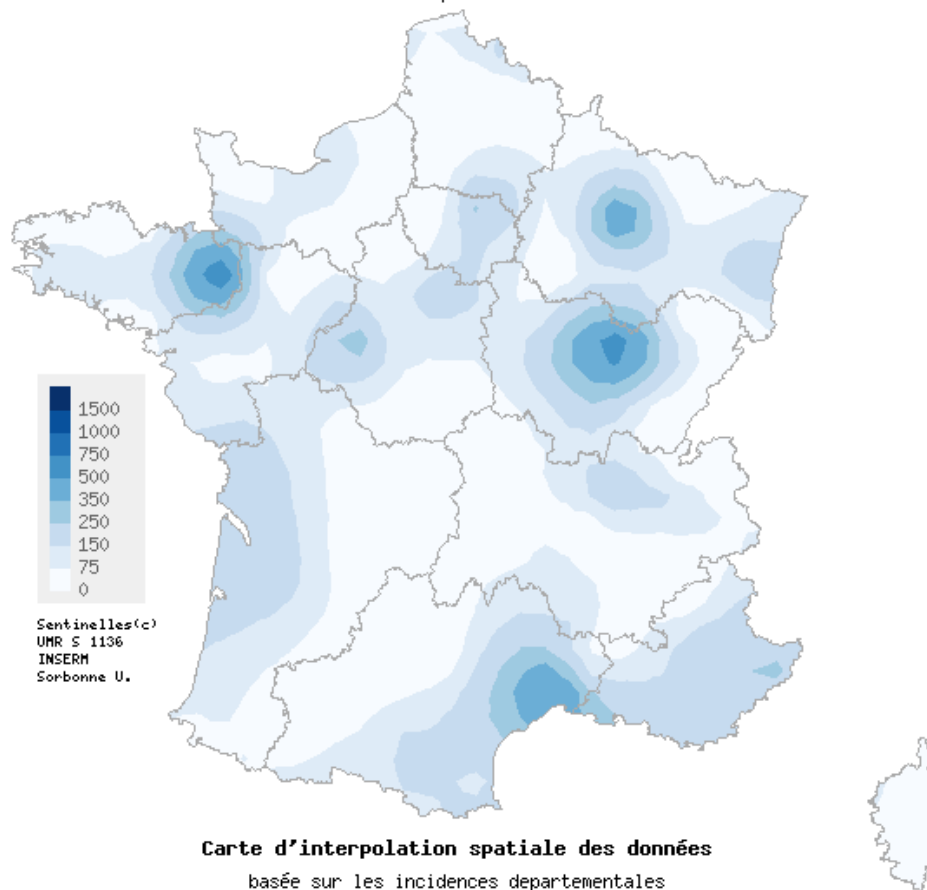 1500
1000
750
500
350
250
150
75
0
Sentinelles(c)
UMR S 1136
INSERM
Sorbonne U.
Carte d'interpolation spatiale des données
basée sur les incidences departementales